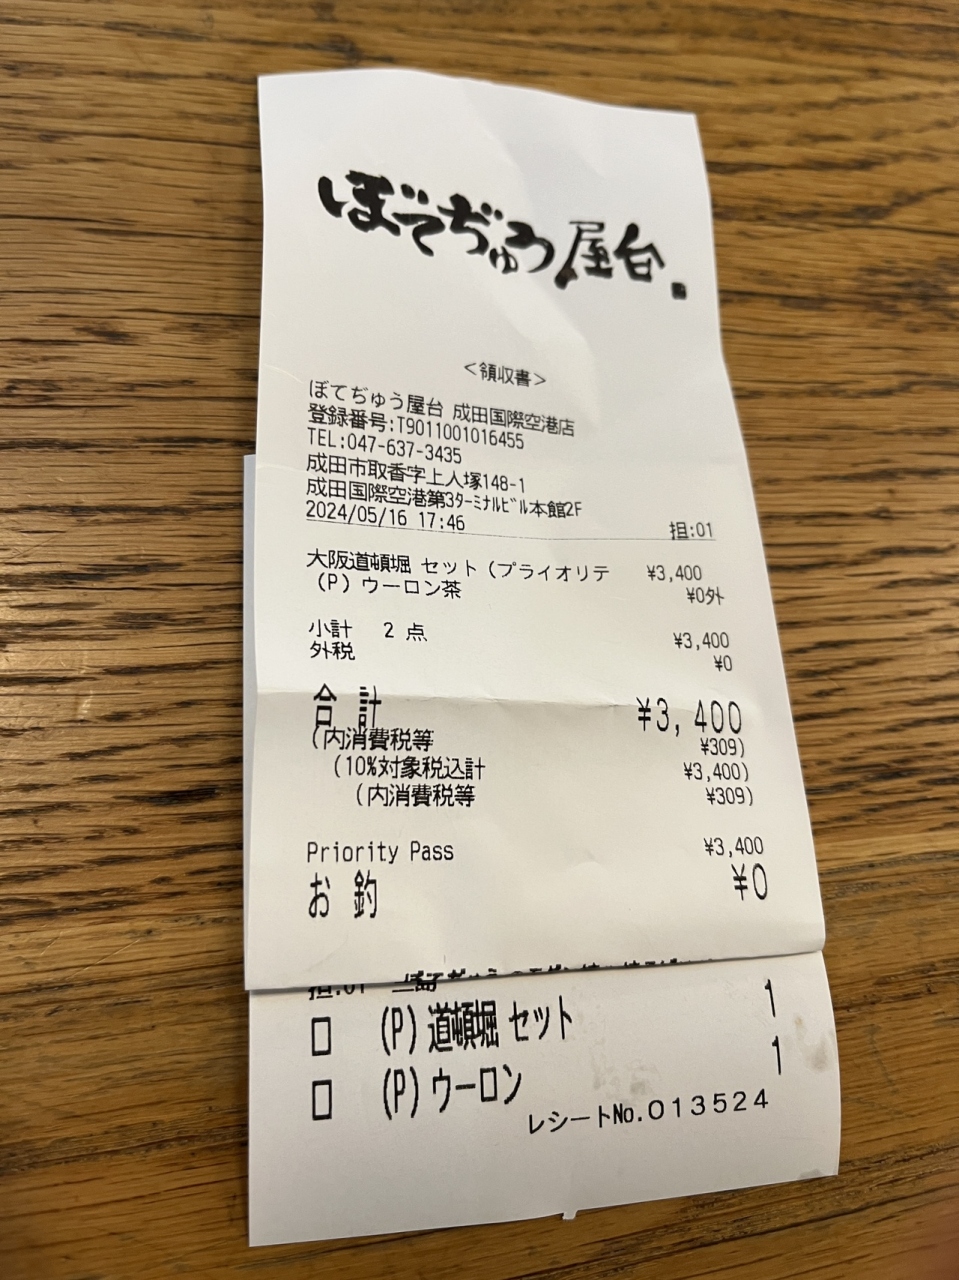 ぼてぢゅう屋台
<領収書>
ぼてぢゅう屋台 成田国際空港店
登録番号:T9011001016455
TEL:047-637-3435
成田市取香字上人塚148-1
成田国際空港第3ﾀｰﾐﾅﾙﾋﾞﾙ本館2F
2024/05/16 17:46 担:01
大阪道頓堀 セット(プライオリテ ¥3,400
(P)ウーロン茶 ¥0外
小計 2 点 ¥3,400
外税 ¥0
合 計 ¥3,400
(内消費税等 ¥309)
(10%対象税込計 ¥3,400)
(内消費税等 ¥309)
Priority Pass ¥3,400
お 釣 ¥0
担:01
□ (P)道頓堀 セット 1
□ (P)ウーロン 1
レシートNo.013524